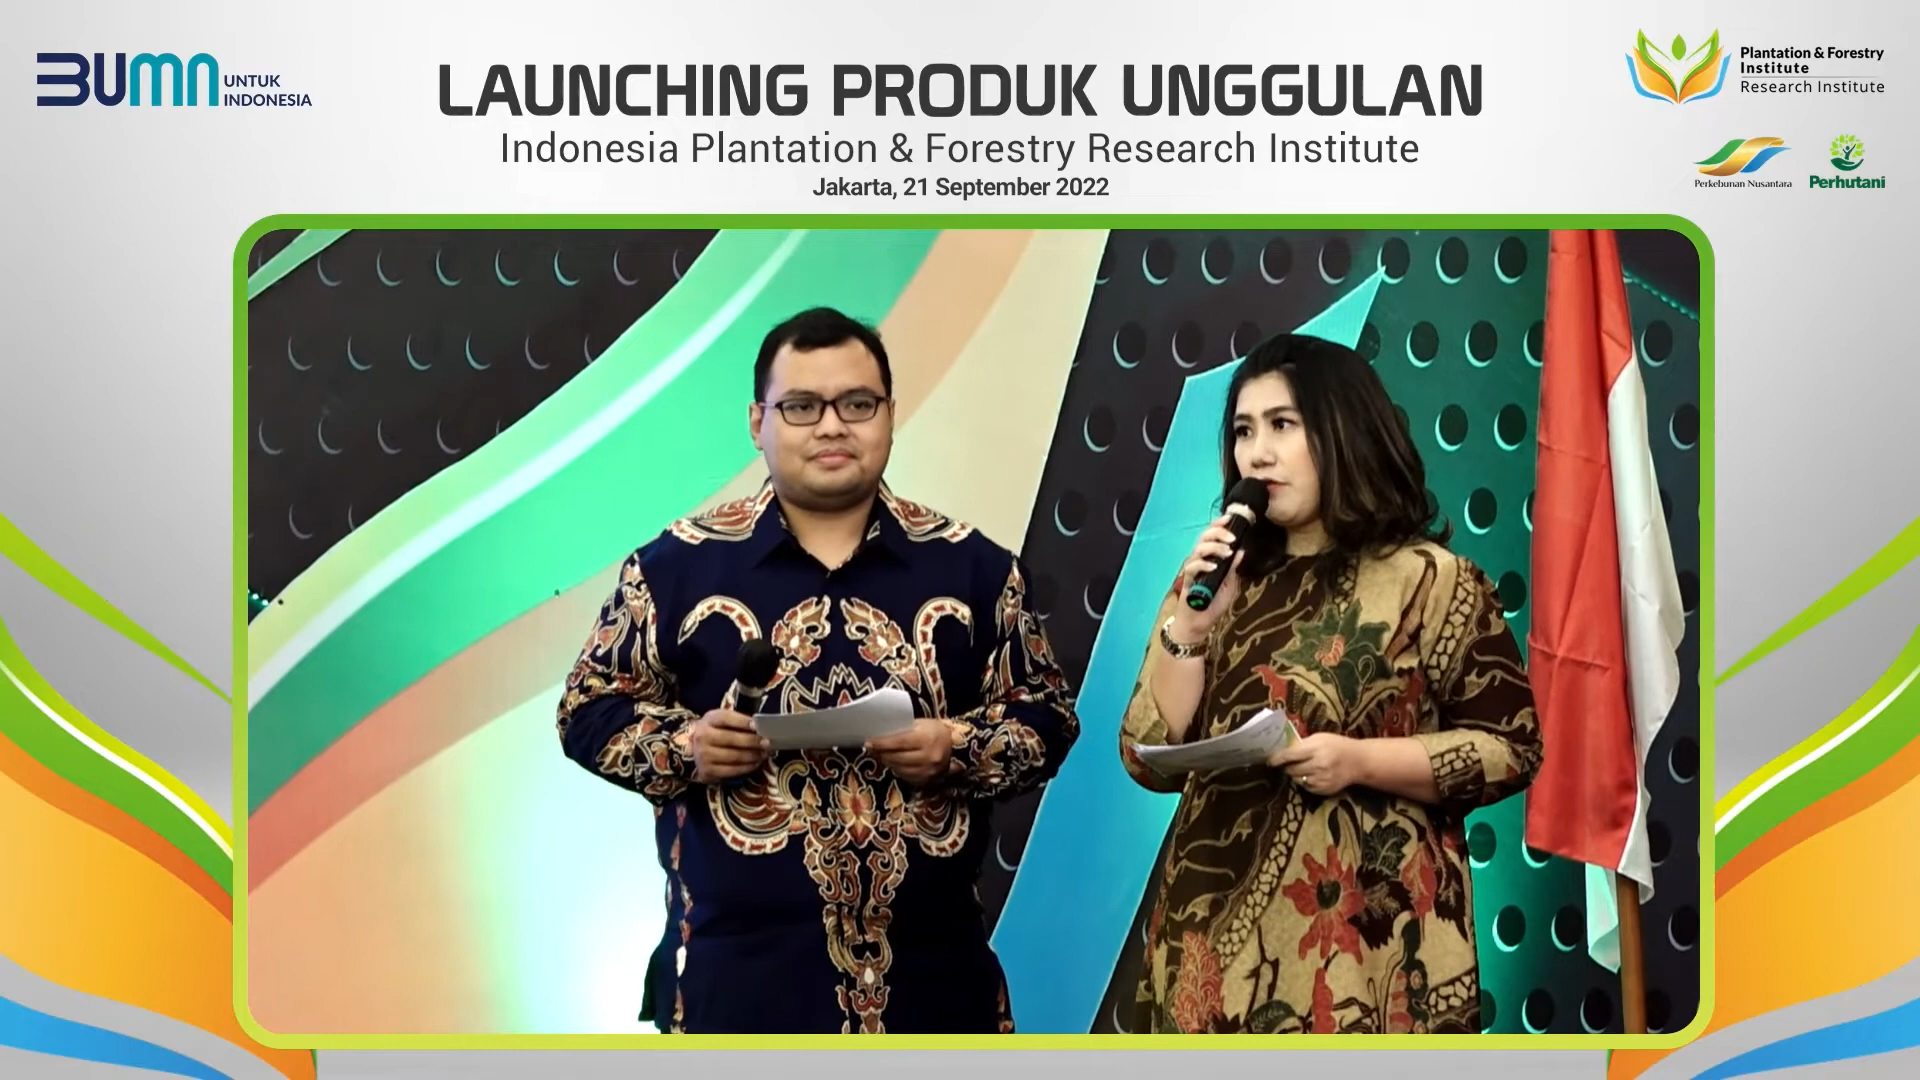 BUMN UNTUK
INDONESIA
LAUNCHING PRODUK UNGGULAN
Indonesia Plantation & Forestry Research Institute
Jakarta, 21 September 2022
Plantation & Forestry
Institute
Research Institute
Perkebunan Nusantara
Perhutani